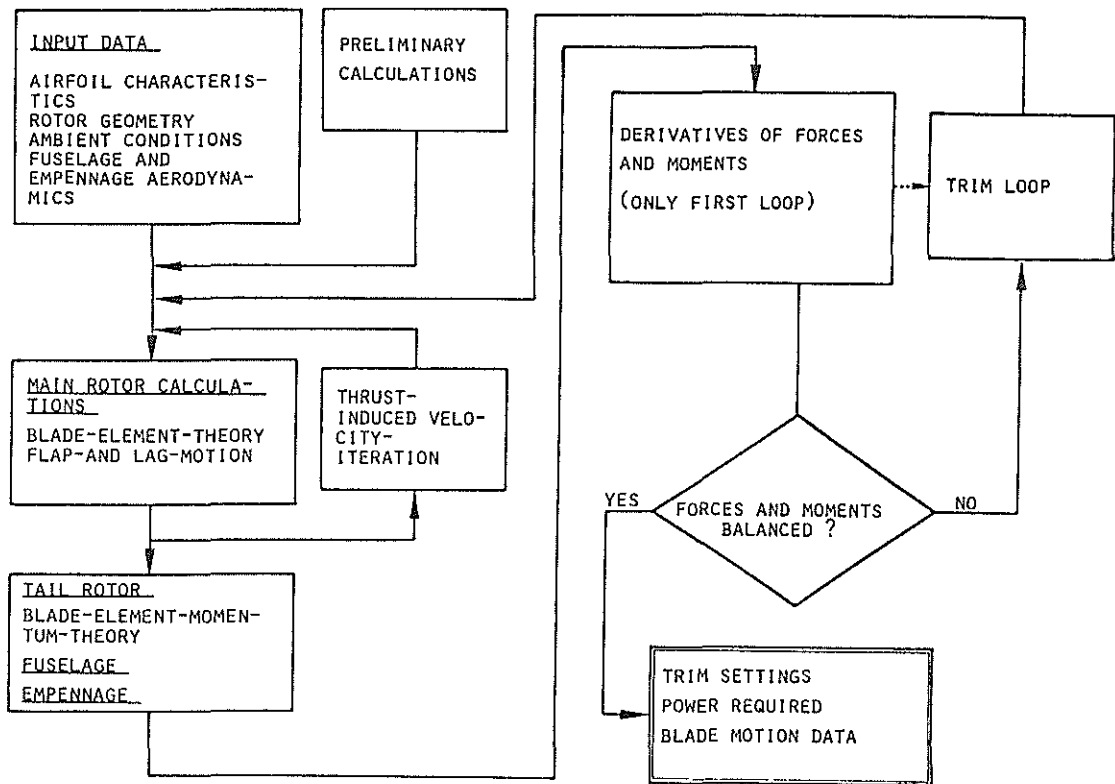 INPUT DATA
AIRFOIL CHARACTERIS-
TICS
ROTOR GEOMETRY
AMBIENT CONDITIONS
FUSELAGE AND
EMPENNAGE AERODYNA-
MICS
PRELIMINARY
CALCULATIONS
DERIVATIVES OF FORCES
AND MOMENTS
(ONLY FIRST LOOP)
TRIM LOOP
MAIN ROTOR CALCULA-
TIONS
BLADE-ELEMENT-THEORY
FLAP-AND LAG-MOTION
THRUST-
INDUCED VELO-
CITY-
ITERATION
YES
FORCES AND MOMENTS
BALANCED ?
NO
TAIL ROTOR
BLADE-ELEMENT-MOMEN-
TUM-THEORY
FUSELAGE
EMPENNAGE
TRIM SETTINGS
POWER REQUIRED
BLADE MOTION DATA